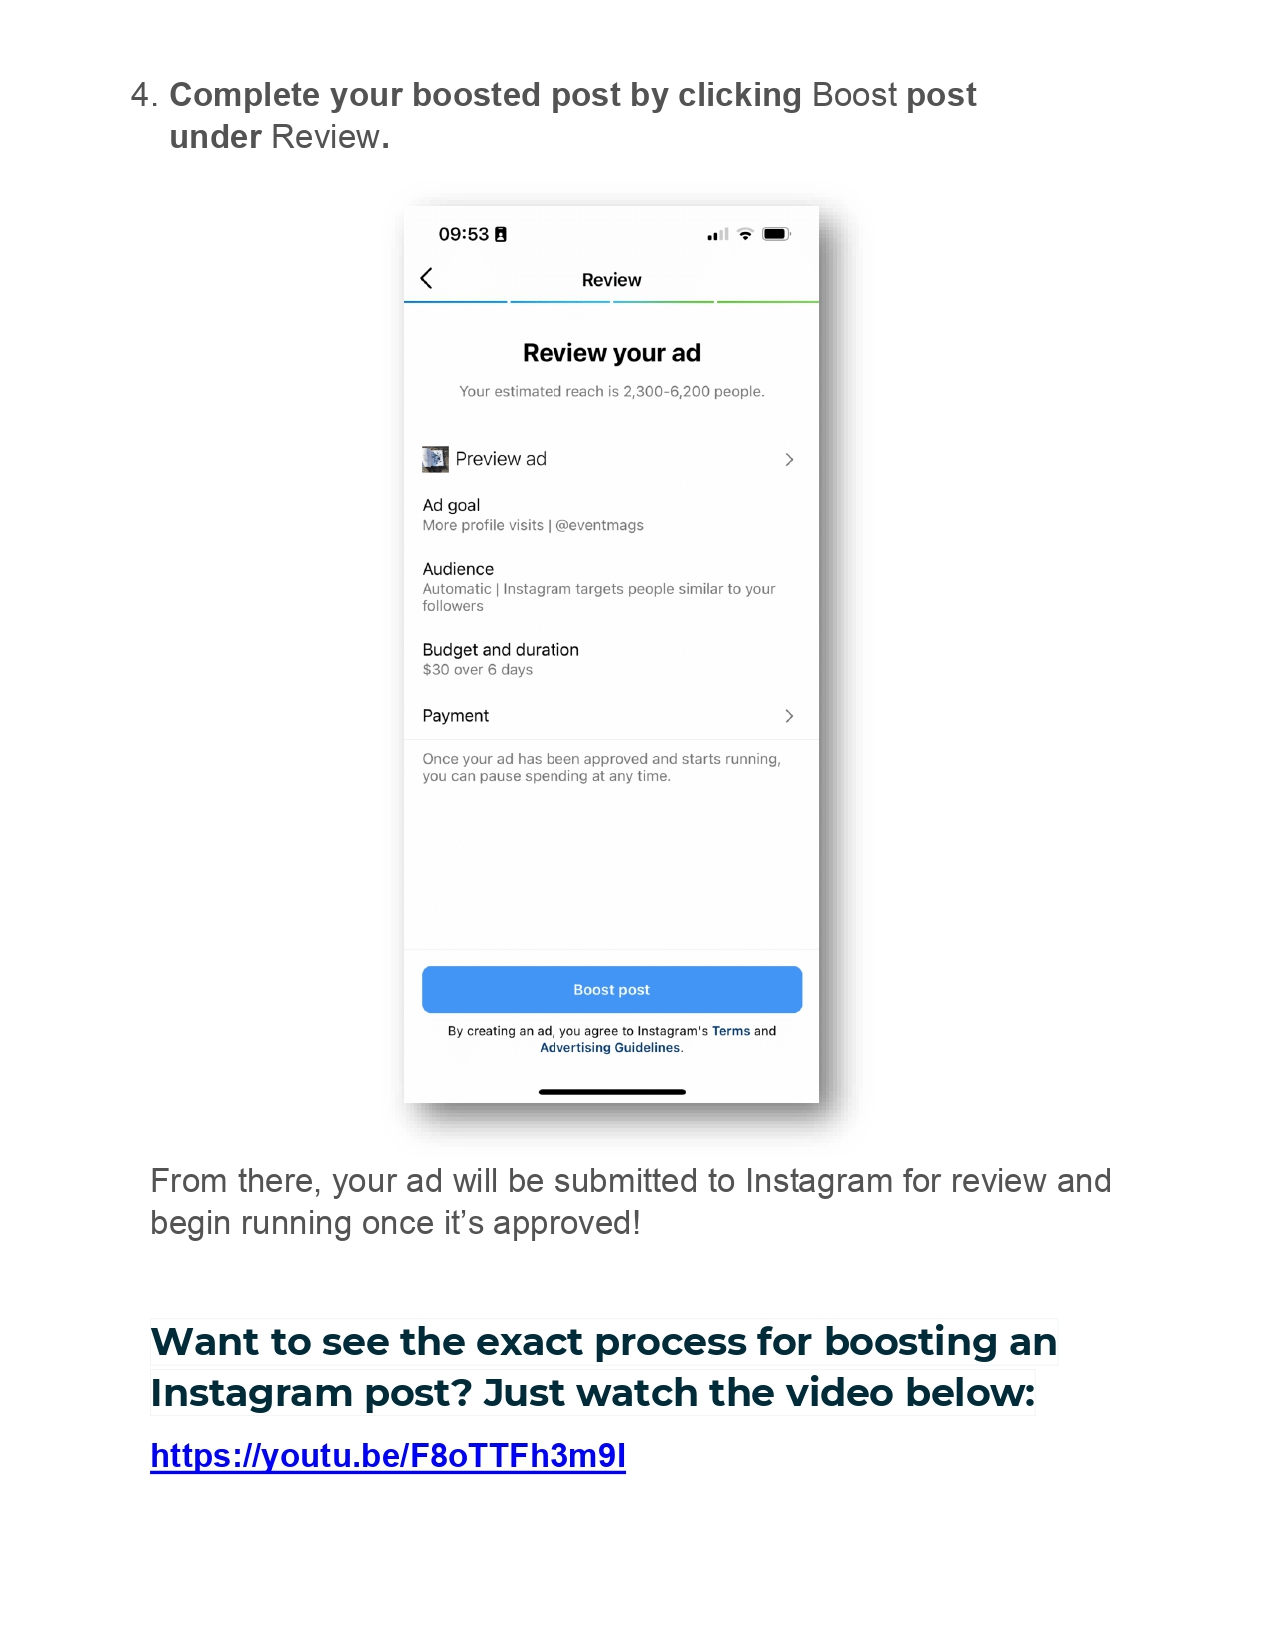 4. Complete your boosted post by clicking Boost post
under Review.
09:53
Review
Review your ad
Your estimated reach is 2,300-6,200 people.
Preview ad
Ad goal
More profile visits | @eventmags
Audience
Automatic | Instagram targets people similar to your
followers
Budget and duration
$30 over 6 days
Payment
Once your ad has been approved and starts running,
you can pause spending at any time.
Boost post
By creating an ad, you agree to Instagram's Terms and
Advertising Guidelines.
From there, your ad will be submitted to Instagram for review and
begin running once it’s approved!
Want to see the exact process for boosting an
Instagram post? Just watch the video below:
https://youtu.be/F8oTTFh3m9I